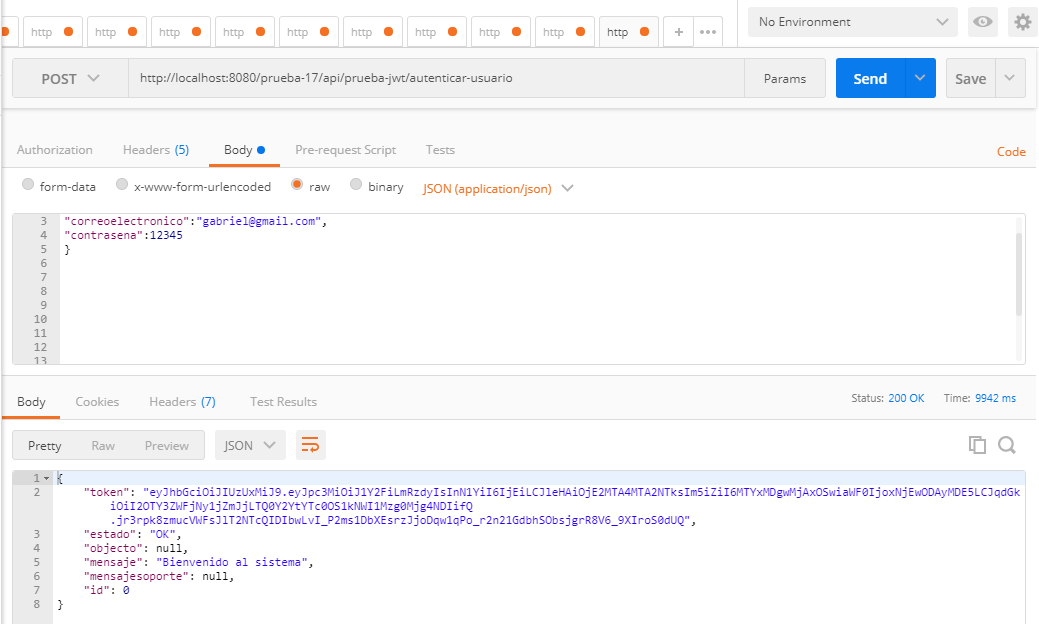 http http http http http http http http http http + •••
No Environment
POST http://localhost:8080/prueba-17/api/prueba-jwt/autenticar-usuario Params Send Save
Authorization Headers (5) Body Pre-request Script Tests Code
form-data x-www-form-urlencoded raw binary JSON (application/json)
3 "correoelectronico":"gabriel@gmail.com",
4 "contrasena":12345
5 }
6
7
8
9
10
11
12
13
Body Cookies Headers (7) Test Results Status: 200 OK Time: 9942 ms
Pretty Raw Preview JSON
1 {
2 "token": "eyJhbGciOiJIUzUxMiJ9.eyJpc3MiOiJ1Y2FiLmRzdyIsInN1YiI6IjEiLCJleHAiOjE2MTA4MTA2NTksIm5iZiI6MTYxMDgwMjAxOSwiaWF0IjoxNjEwODAyMDE5LCJqdGk
iOiI2OTY3ZWFjNy1jZmJjLTQ0Y2YtYTc0OS1kNWI1Mzg0Mjg4NDIifQ
.jr3rpk8zmucVWFsJlT2NTcQIDIbwLvI_P2ms1DbXEsrzJjoDqw1qPo_r2n21GdbhSObsjgrR8V6_9XIroS0dUQ",
3 "estado": "OK",
4 "objecto": null,
5 "mensaje": "Bienvenido al sistema",
6 "mensajesoporte": null,
7 "id": 0
8 }